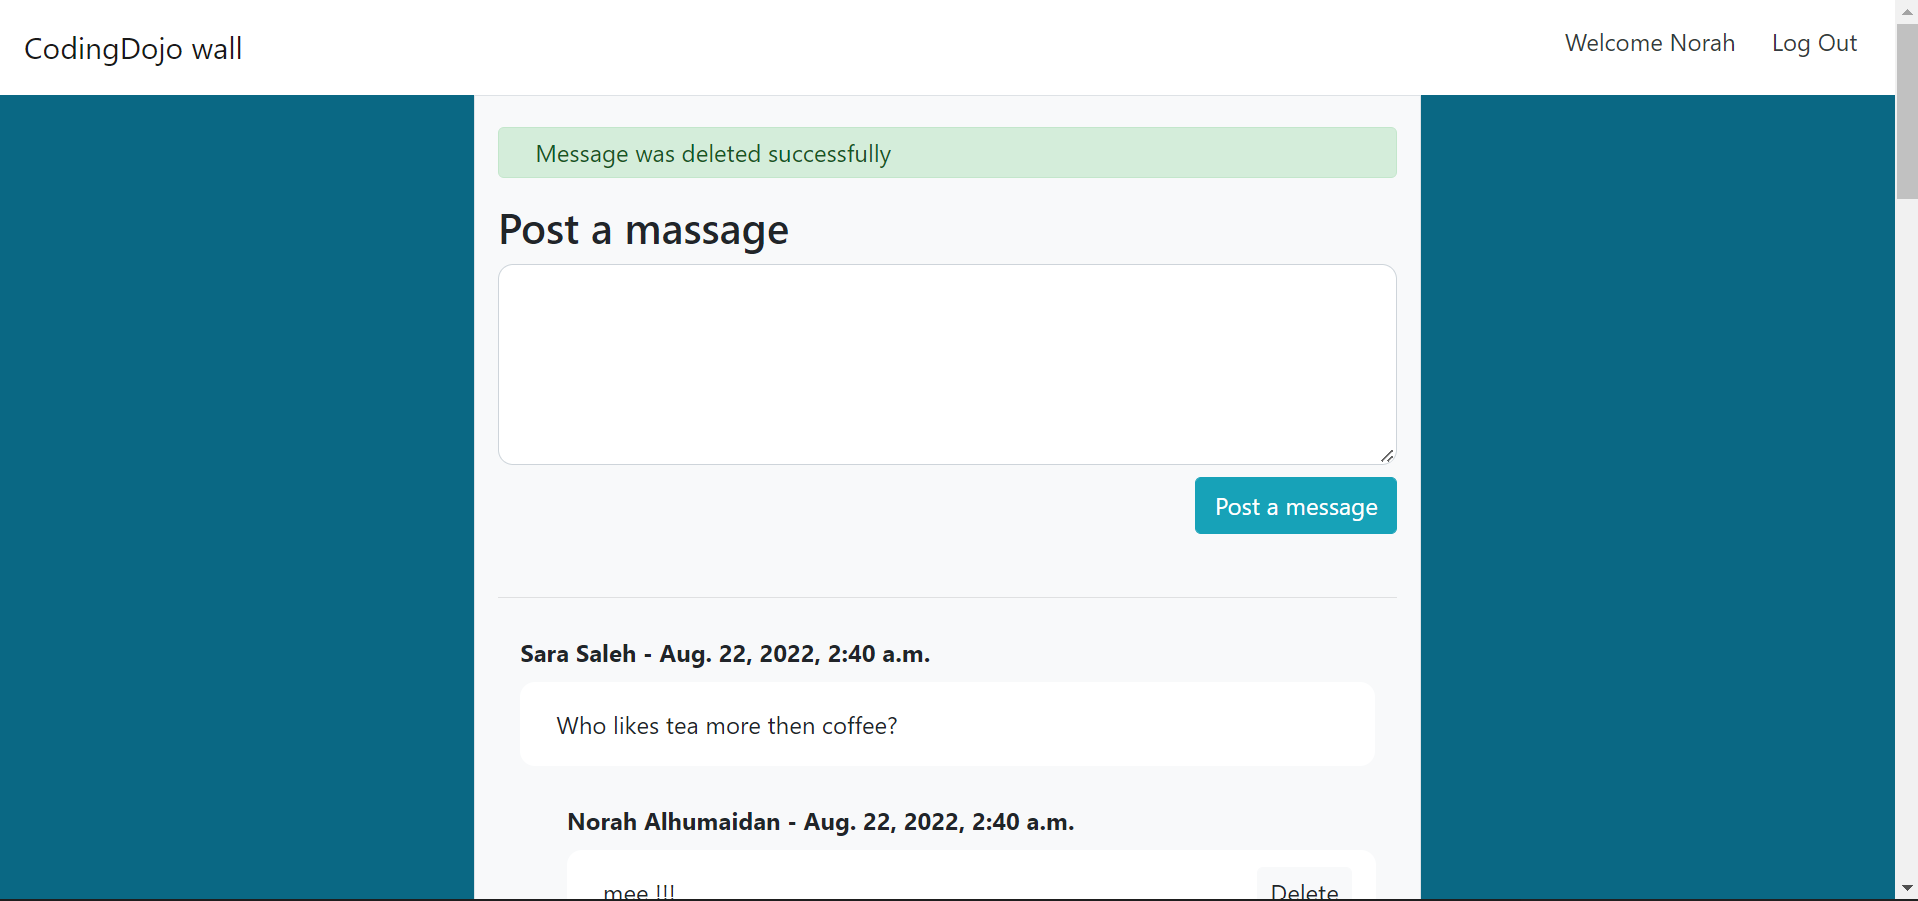 CodingDojo wall
Welcome Norah
Log Out
Message was deleted successfully
Post a massage
Post a message
Sara Saleh - Aug. 22, 2022, 2:40 a.m.
Who likes tea more then coffee?
Norah Alhumaidan - Aug. 22, 2022, 2:40 a.m.
mee !!!
Delete